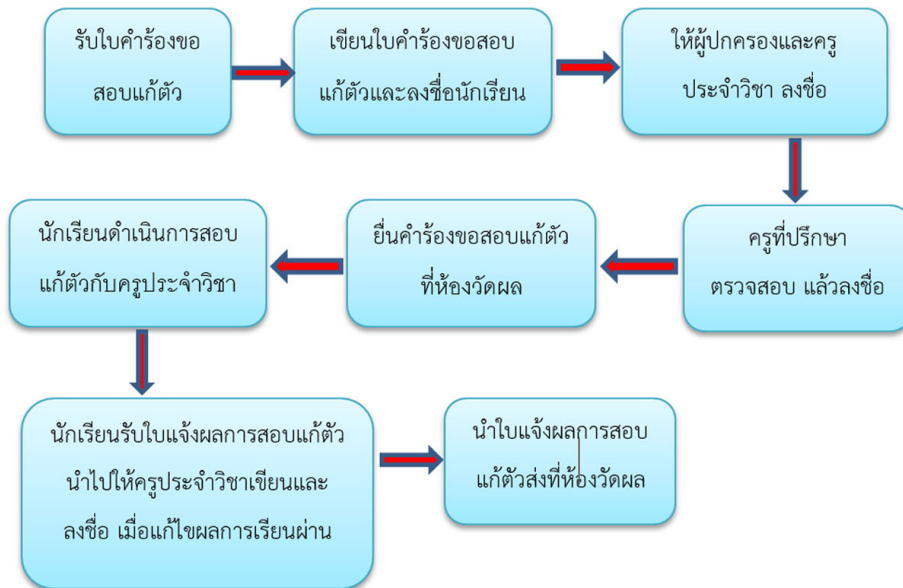 รับใบคำร้องขอ
สอบแก้ตัว
เขียนใบคำร้องขอสอบ
แก้ตัวและลงชื่อนักเรียน
ให้ผู้ปกครองและครู
ประจำวิชา ลงชื่อ
ครูที่ปรึกษา
ตรวจสอบ แล้วลงชื่อ
ยื่นคำร้องขอสอบแก้ตัว
ที่ห้องวัดผล
นักเรียนดำเนินการสอบ
แก้ตัวกับครูประจำวิชา
นักเรียนรับใบแจ้งผลการสอบแก้ตัว
นำไปให้ครูประจำวิชาเขียนและ
ลงชื่อ เมื่อแก้ไขผลการเรียนผ่าน
นำใบแจ้งผลการสอบ
แก้ตัวส่งที่ห้องวัดผล